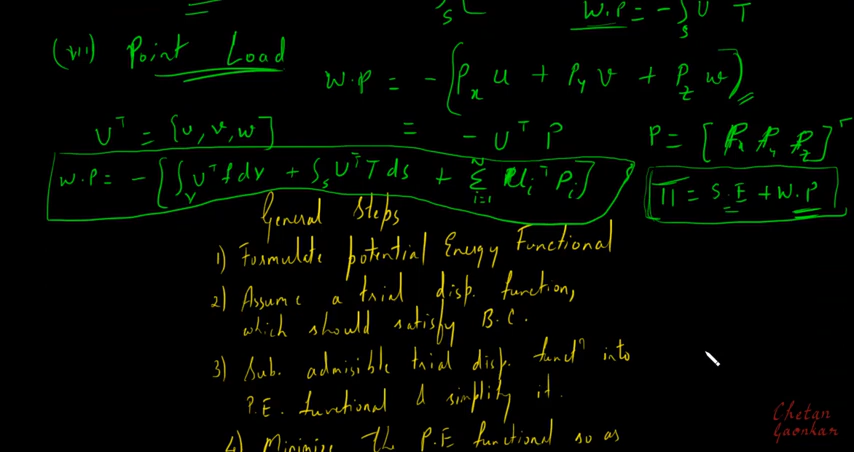 W.P = - ∫s U T
(vii) Point Load
W.P = - [Px u + Py v + Pz w]
U^T = [u, v, w] = - U^T P P = [Px Py Pz]^T
W.P = - [∫v U^T f dv + ∫s U^T T ds + Σ(i=1 to N) Ui^T Pi] Π = S.E + W.P
General Steps
1) Formulate potential Energy Functional
2) Assume a trial disp. function,
which should satisfy B.C.
3) Sub. admisible trial disp. funct^n into
P.E. functional & simplify it.
4) Minimize the P.E functional so as
Chetan
Gaonkar